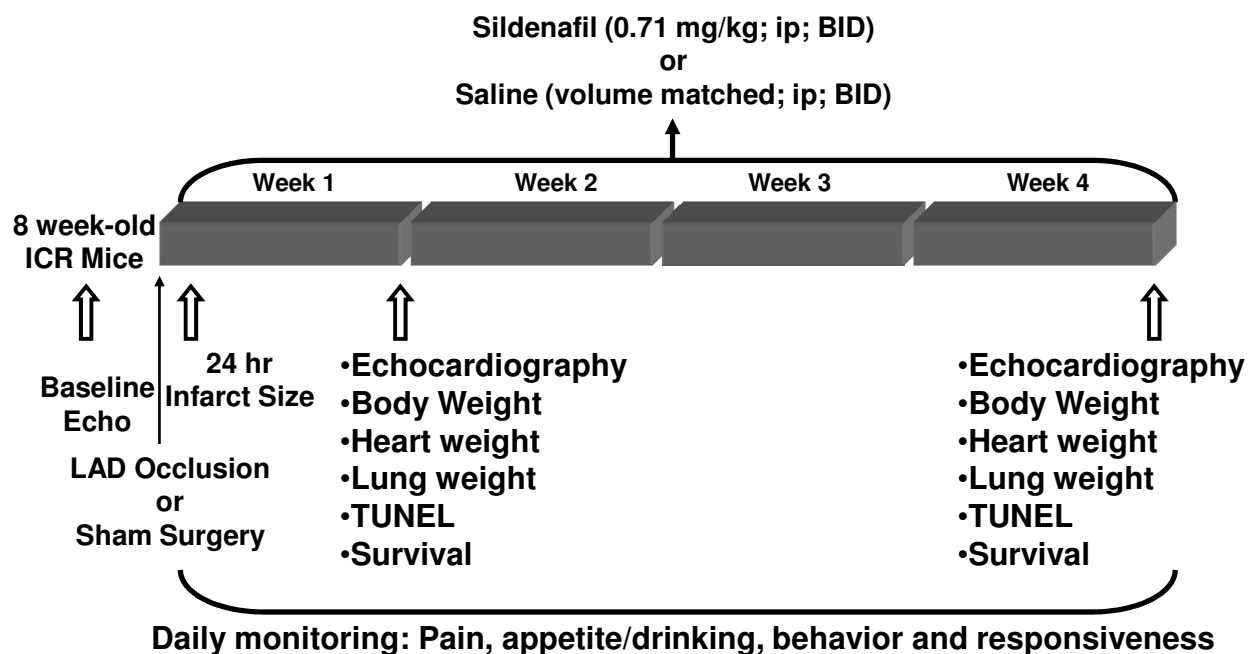 Sildenafil (0.71 mg/kg; ip; BID)
or
Saline (volume matched; ip; BID)
Week 1
Week 2
Week 3
Week 4
8 week-old
ICR Mice
Baseline
Echo
24 hr
Infarct Size
LAD Occlusion
or
Sham Surgery
•Echocardiography
•Body Weight
•Heart weight
•Lung weight
•TUNEL
•Survival
•Echocardiography
•Body Weight
•Heart weight
•Lung weight
•TUNEL
•Survival
Daily monitoring: Pain, appetite/drinking, behavior and responsiveness